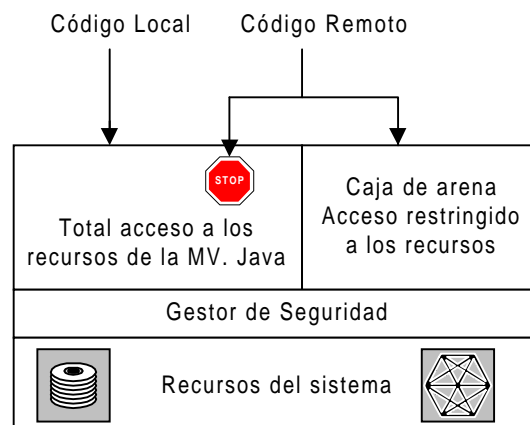 Código Local
Código Remoto
STOP
Total acceso a los
recursos de la MV. Java
Caja de arena
Acceso restringido
a los recursos
Gestor de Seguridad
Recursos del sistema